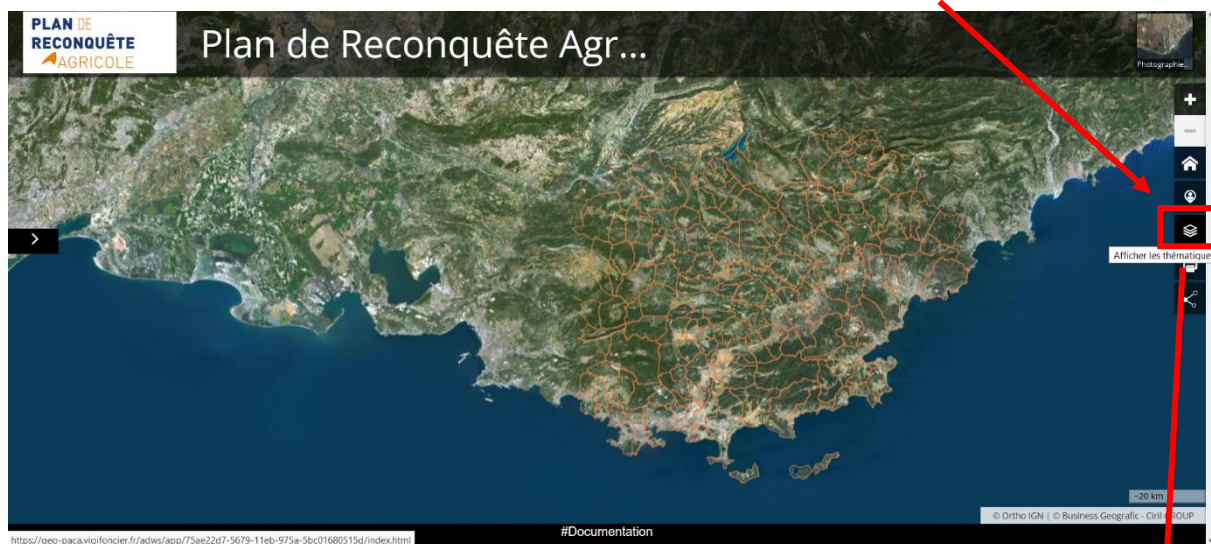 PLAN DE
RECONQUÊTE
AGRICOLE
Plan de Reconquête Agr...
Photographie...
Afficher les thématique
~20 km
© Ortho IGN | © Business Geografic - Ciril GROUP
#Documentation
https://geo-paca.vigifoncier.fr/adws/app/75ae22d7-5679-11eb-975a-5bc01680515d/index.html